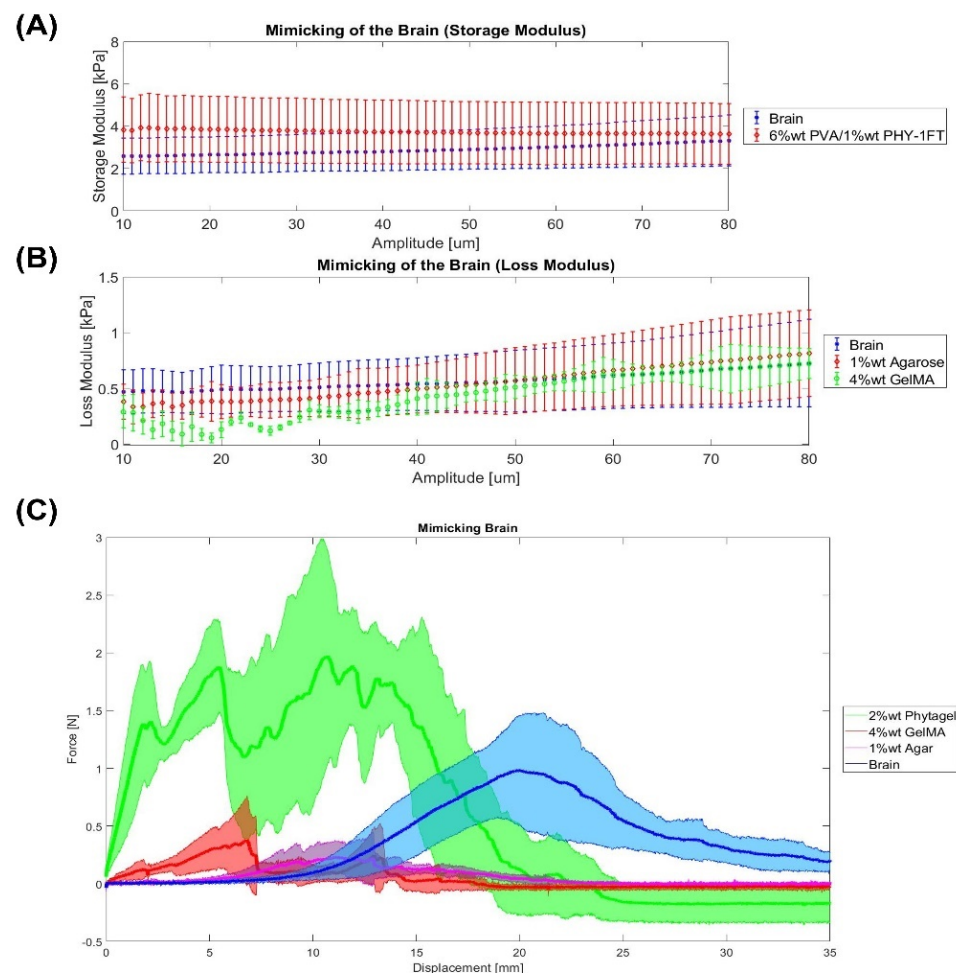 (A)
Mimicking of the Brain (Storage Modulus)
8
6
4
2
0
Storage Modulus [kPa]
10 20 30 40 50 60 70 80
Amplitude [um]
Brain
6%wt PVA/1%wt PHY-1FT
(B)
Mimicking of the Brain (Loss Modulus)
1.5
1
0.5
0
Loss Modulus [kPa]
10 20 30 40 50 60 70 80
Amplitude [um]
Brain
1%wt Agarose
4%wt GelMA
(C)
Mimicking Brain
3
2.5
2
1.5
1
0.5
0
-0.5
Force [N]
0 5 10 15 20 25 30 35
Displacement [mm]
2%wt Phytagel
4%wt GelMA
1%wt Agar
Brain